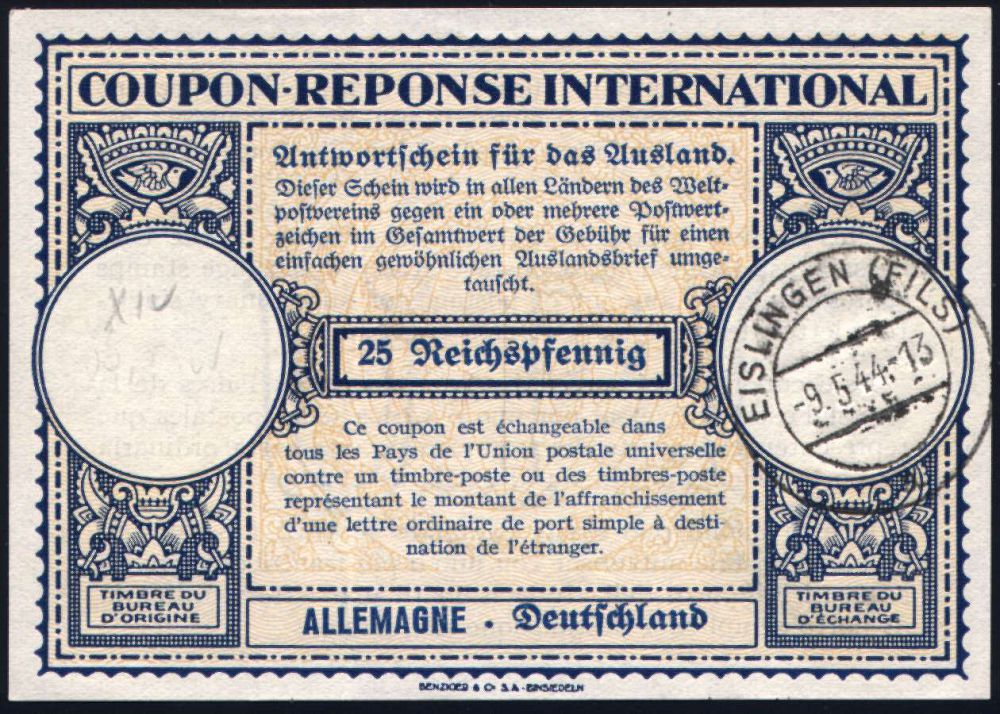 COUPON-REPONSE INTERNATIONAL
Antwortschein für das Ausland.
Dieser Schein wird in allen Ländern des Welt-
postvereins gegen ein oder mehrere Postwert-
zeichen im Gesamtwert der Gebühr für einen
einfachen gewöhnlichen Auslandsbrief umge-
tauscht.
XIV
25 Reichspfennig
EISLINGEN (FILS)
-9.5.44.-13
Ce coupon est échangeable dans
tous les Pays de l'Union postale universelle
contre un timbre-poste ou des timbres-poste
représentant le montant de l'affranchissement
d'une lettre ordinaire de port simple à desti-
nation de l'étranger.
TIMBRE DU
BUREAU
D'ORIGINE
TIMBRE DU
BUREAU
D'ÉCHANGE
ALLEMAGNE . Deutschland
BENZIGER & Co S.A.-EINSIEDELN